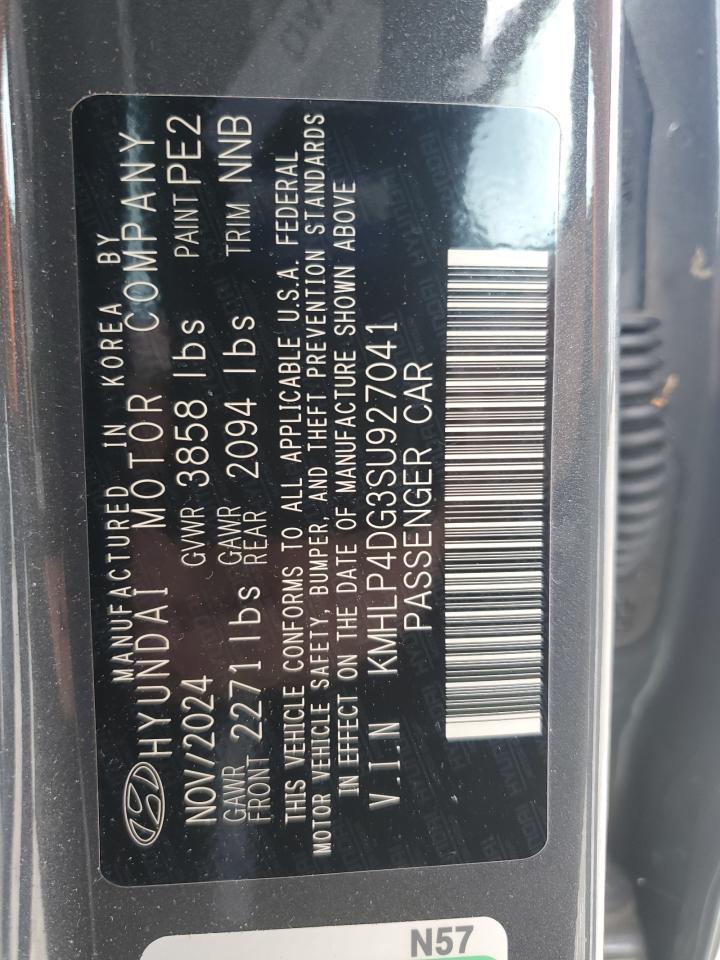 MANUFACTURED IN KOREA BY
HYUNDAI MOTOR COMPANY
NOV/2024 GVWR 3858 lbs PAINT PE2
GAWR FRONT 2271 lbs GAWR REAR 2094 lbs TRIM NNB
THIS VEHICLE CONFORMS TO ALL APPLICABLE U.S.A. FEDERAL
MOTOR VEHICLE SAFETY, BUMPER, AND THEFT PREVENTION STANDARDS
IN EFFECT ON THE DATE OF MANUFACTURE SHOWN ABOVE
V.I.N KMHLP4DG3SU927041
PASSENGER CAR
N57